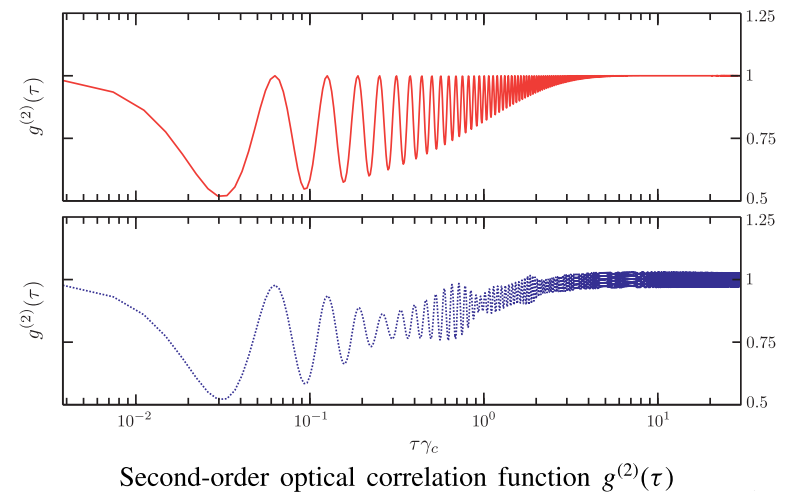 1.25
1
0.75
0.5
g⁽²⁾(τ)
1.25
1
0.75
0.5
g⁽²⁾(τ)
10⁻² 10⁻¹ 10⁰ 10¹
τγ_c
Second-order optical correlation function g⁽²⁾(τ)